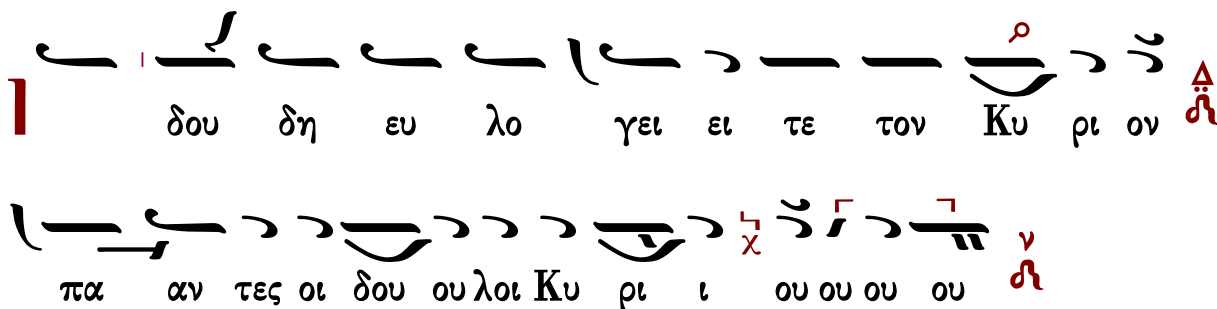 Ι δου δη ευ λο γει ει τε τον Κυ ρι ον
πα αν τες οι δου ου λοι Κυ ρι ι ου ου ου ου